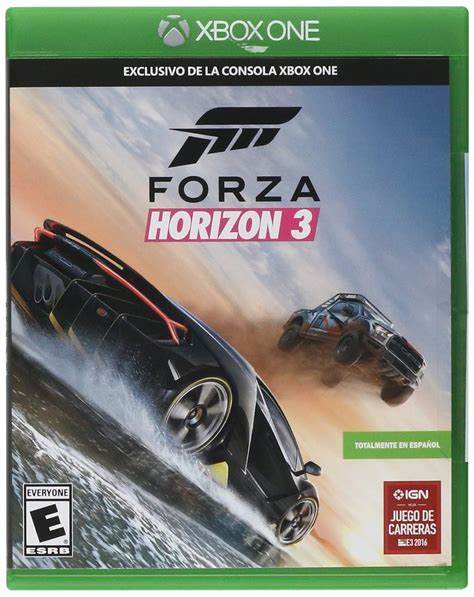 XBOX ONE
EXCLUSIVO DE LA CONSOLA XBOX ONE
FORZA
HORIZON 3
TOTALMENTE EN ESPAÑOL
EVERYONE
E
ESRB
IGN
JUEGO DE
CARRERAS
E3 2016